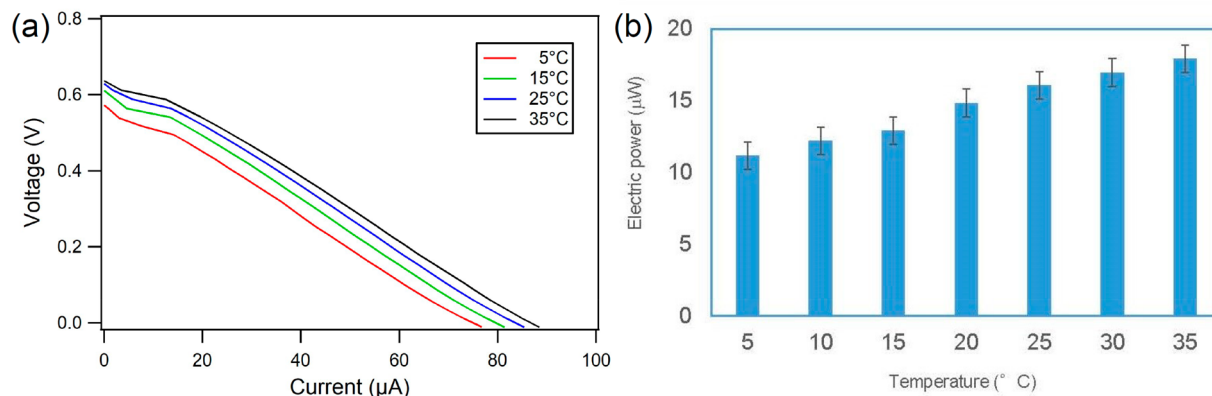 (a)
0.8
0.6
0.4
0.2
0.0
Voltage (V)
5°C
15°C
25°C
35°C
0
20
40
60
80
100
Current (µA)
(b)
20
15
10
5
0
Electric power (µW)
5
10
15
20
25
30
35
Temperature (° C)